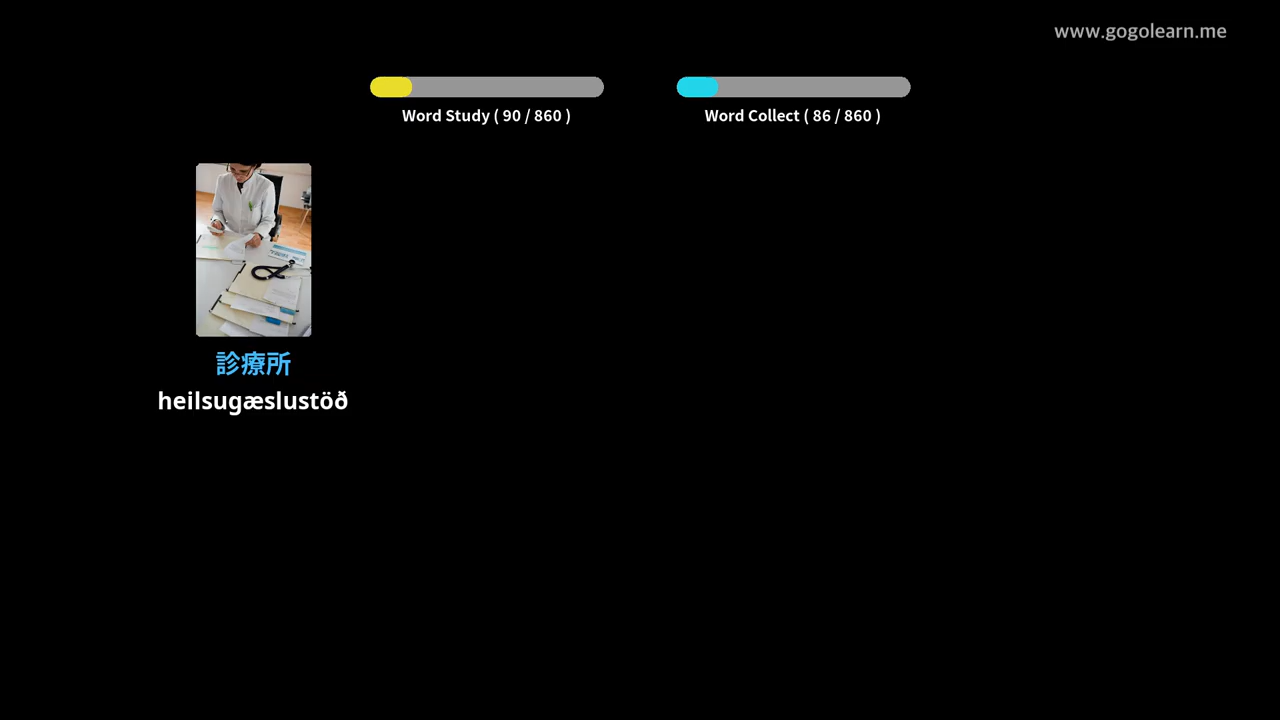 www.gogolearn.me
Word Study ( 90 / 860 )
Word Collect ( 86 / 860 )
診療所
heilsugæslustöð